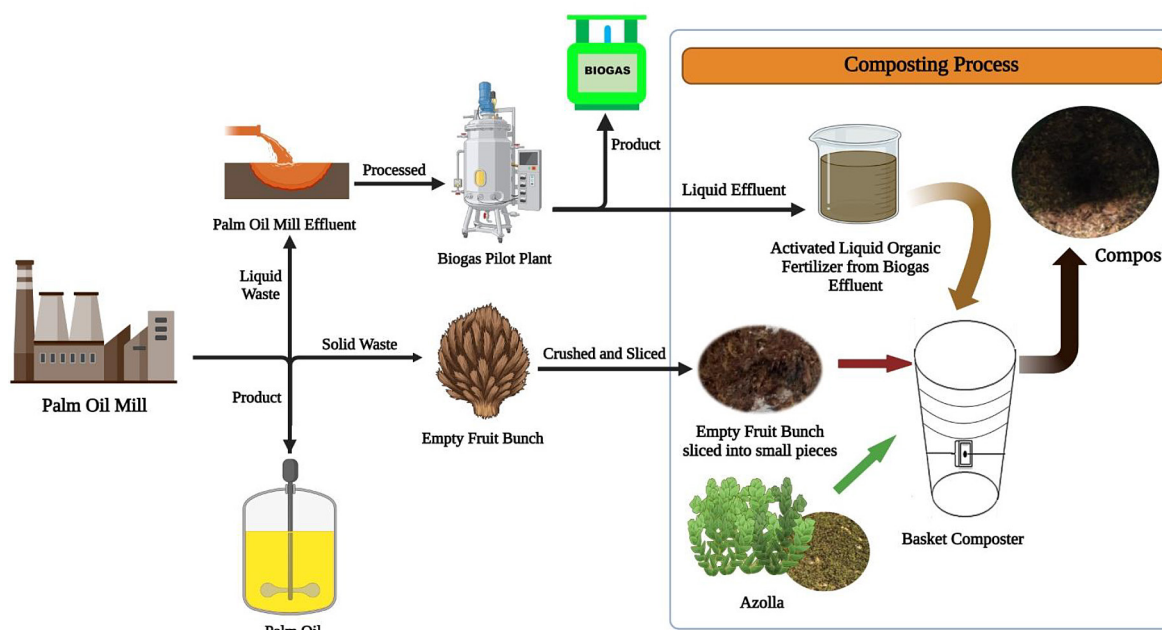 BIOGAS
Composting Process
Processed
Product
Liquid Effluent
Palm Oil Mill Effluent
Biogas Pilot Plant
Activated Liquid Organic
Fertilizer from Biogas
Effluent
Compos
Liquid
Waste
Solid Waste
Crushed and Sliced
Product
Palm Oil Mill
Empty Fruit Bunch
Empty Fruit Bunch
sliced into small pieces
Basket Composter
Azolla
Palm Oil